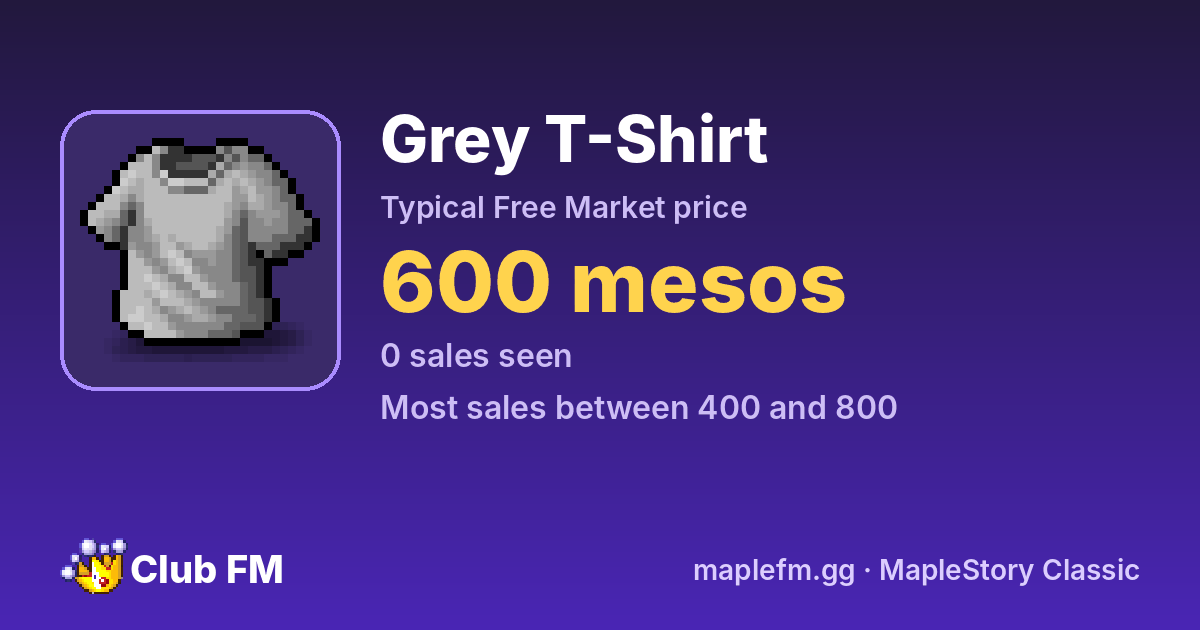 Grey T-Shirt
Typical Free Market price
600 mesos
0 sales seen
Most sales between 400 and 800
Club FM
maplefm.gg · MapleStory Classic